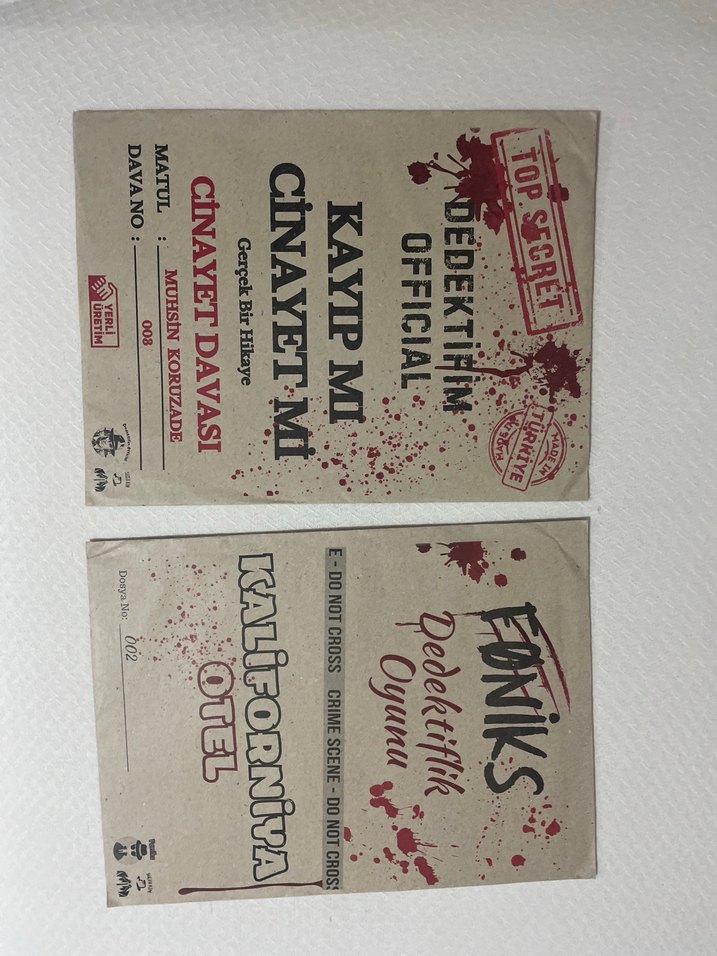 TOP SECRET
DEDEKTİFİM
OFFICIAL
MADE IN
TÜRKİYE
KAYIP MI
CİNAYET Mİ
Gerçek Bir Hikaye
CİNAYET DAVASI
MATUL : MUHSİN KORUZADE
DAVA NO : 008
YERLİ
ÜRETİM
FØNİKS
Dedektiflik
Oyunu
E - DO NOT CROSS CRIME SCENE - DO NOT CROSS
KALİFORNİYA
OTEL
Dosya No: 002